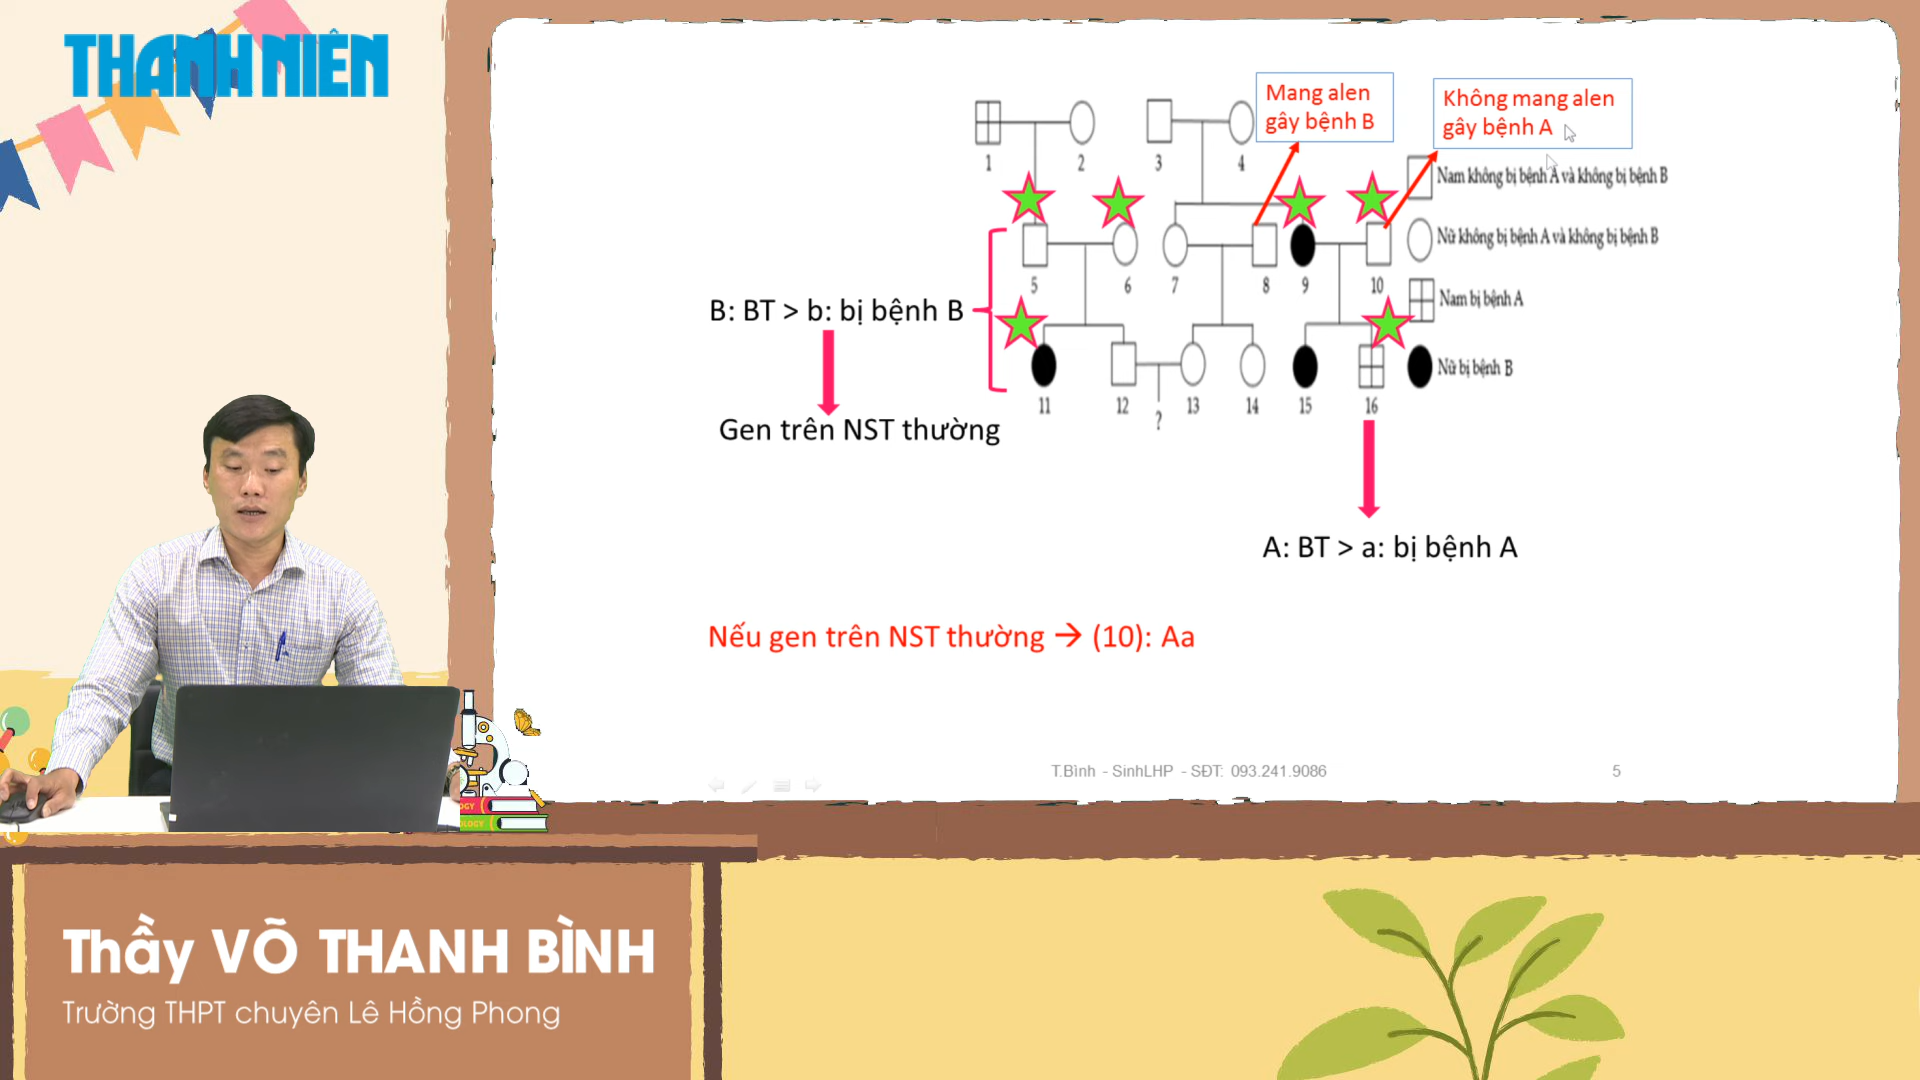 THANH NIÊN
Mang alen
gây bệnh B
Không mang alen
gây bệnh A
1
2
3
4
Nam không bị bệnh A và không bị bệnh B
Nữ không bị bệnh A và không bị bệnh B
5
6
7
8
9
10
Nam bị bệnh A
B: BT > b: bị bệnh B
Nữ bị bệnh B
11
12
13
14
15
16
?
Gen trên NST thường
A: BT > a: bị bệnh A
Nếu gen trên NST thường → (10): Aa
T.Bình - SinhLHP - SĐT: 093.241.9086
5
Thầy VÕ THANH BÌNH
Trường THPT chuyên Lê Hồng Phong